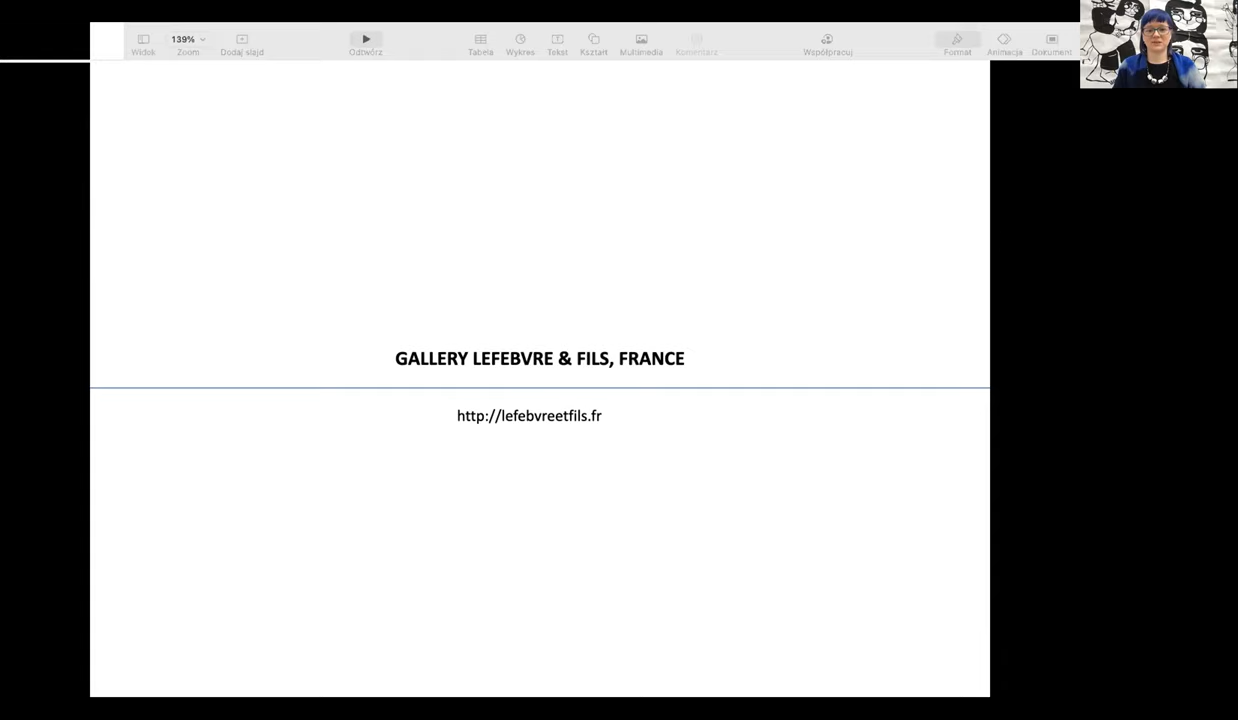 139%
Widok
Zoom
Dodaj slajd
Odtwórz
Tabela
Wykres
Tekst
Kształt
Multimedia
Komentarz
Współpracuj
Format
Animacja
Dokument
GALLERY LEFEBVRE & FILS, FRANCE
http://lefebvreetfils.fr